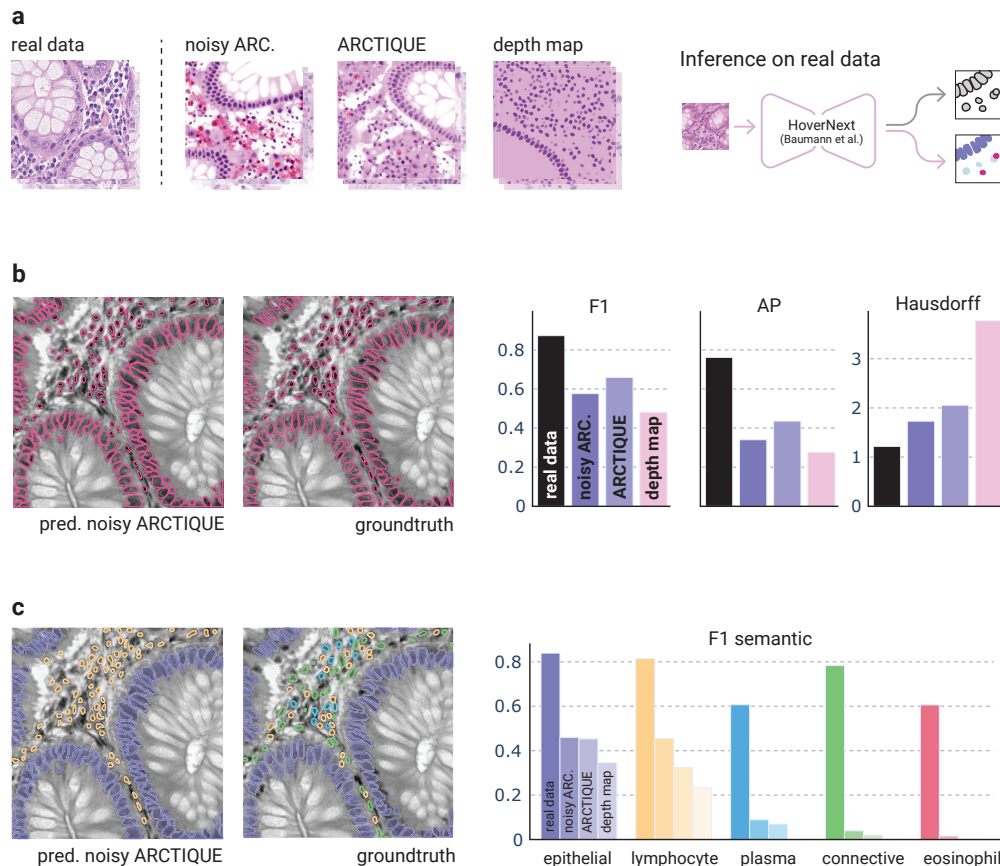 a
real data
noisy ARC.
ARCTIQUE
depth map
Inference on real data
HoverNext
(Baumann et al.)
b
pred. noisy ARCTIQUE
groundtruth
F1
0.8
0.6
0.4
0.2
0
real data
noisy ARC.
ARCTIQUE
depth map
AP
Hausdorff
3
2
1
0
c
pred. noisy ARCTIQUE
groundtruth
F1 semantic
0.8
0.6
0.4
0.2
0
real data
noisy ARC.
ARCTIQUE
depth map
epithelial
lymphocyte
plasma
connective
eosinophil